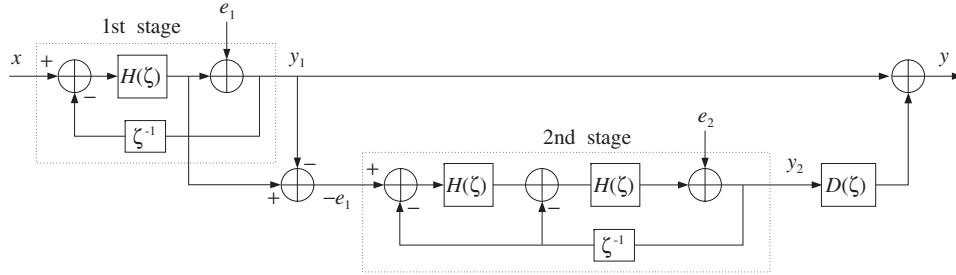 1st stage
e₁
x
+
−
H(ζ)
y₁
y
ζ⁻¹
−
+
−e₁
2nd stage
e₂
+
−
H(ζ)
−
H(ζ)
y₂
D(ζ)
ζ⁻¹